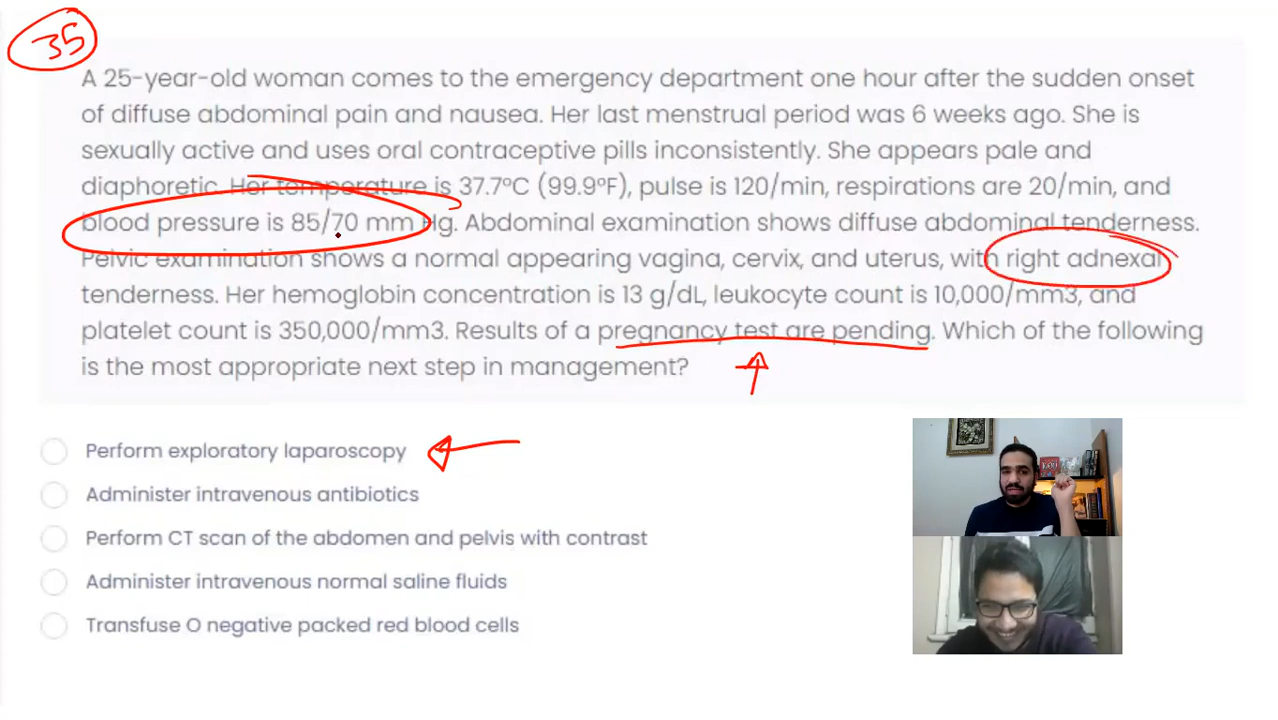 35
A 25-year-old woman comes to the emergency department one hour after the sudden onset
of diffuse abdominal pain and nausea. Her last menstrual period was 6 weeks ago. She is
sexually active and uses oral contraceptive pills inconsistently. She appears pale and
diaphoretic. Her temperature is 37.7ºC (99.9ºF), pulse is 120/min, respirations are 20/min, and
blood pressure is 85/70 mm Hg. Abdominal examination shows diffuse abdominal tenderness.
Pelvic examination shows a normal appearing vagina, cervix, and uterus, with right adnexal
tenderness. Her hemoglobin concentration is 13 g/dL, leukocyte count is 10,000/mm3, and
platelet count is 350,000/mm3. Results of a pregnancy test are pending. Which of the following
is the most appropriate next step in management?
Perform exploratory laparoscopy
Administer intravenous antibiotics
Perform CT scan of the abdomen and pelvis with contrast
Administer intravenous normal saline fluids
Transfuse O negative packed red blood cells